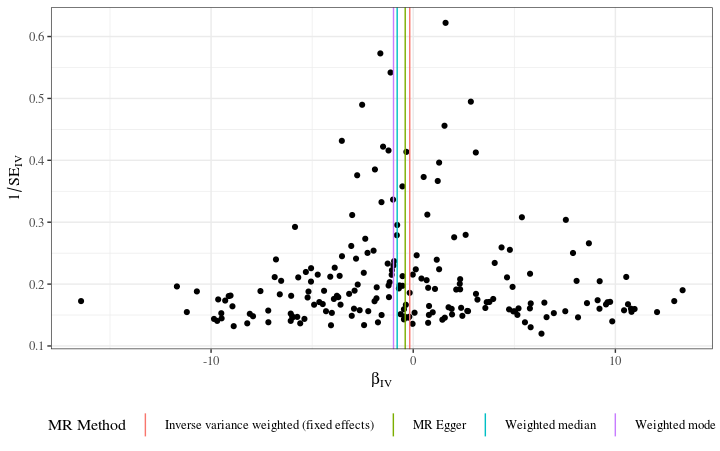 0.6
0.5
0.4
0.3
0.2
0.1
1/SE_IV
-10
0
10
β_IV
MR Method
Inverse variance weighted (fixed effects)
MR Egger
Weighted median
Weighted mode